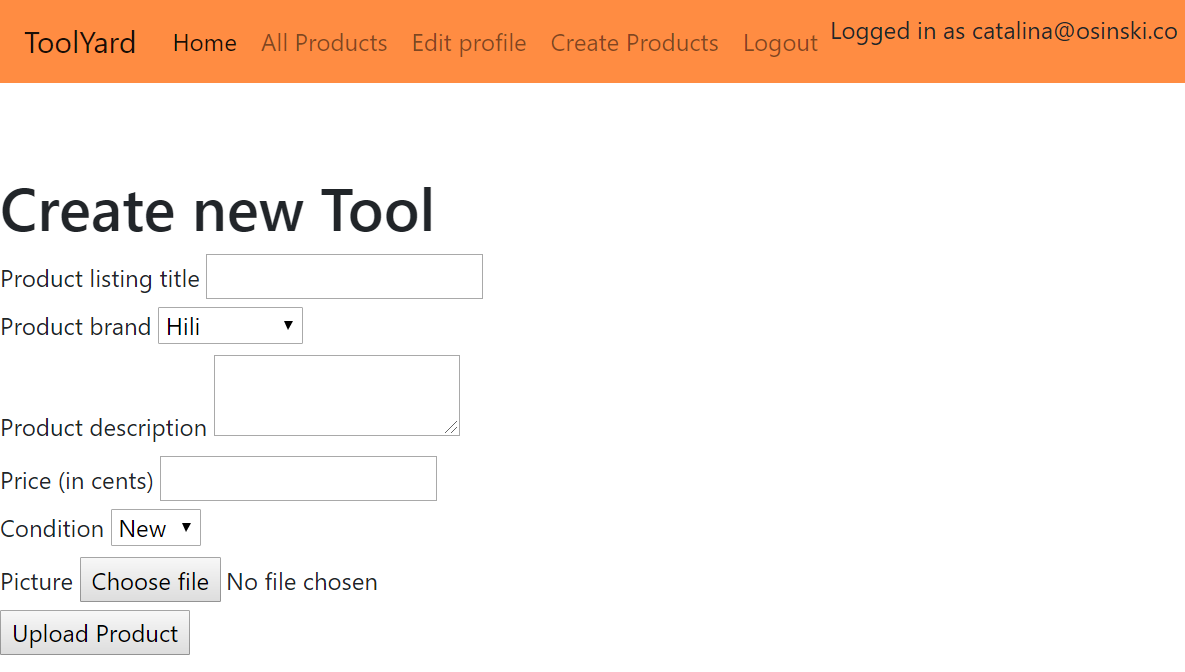 ToolYard Home All Products Edit profile Create Products Logout Logged in as catalina@osinski.co
Create new Tool
Product listing title
Product brand Hili
Product description
Price (in cents)
Condition New
Picture Choose file No file chosen
Upload Product